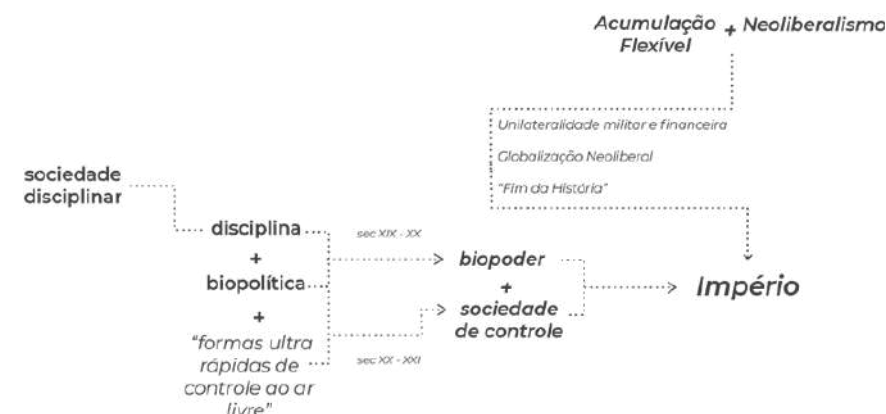 Acumulação + Neoliberalismo
Flexível
Unilateralidade militar e financeira
Globalização Neoliberal
"Fim da História"
sociedade
disciplinar
disciplina
sec XIX - XX
+
biopolítica
+
"formas ultra
rápidas de
controle ao ar
livre"
sec XX - XXI
biopoder
+
sociedade
de controle
Império